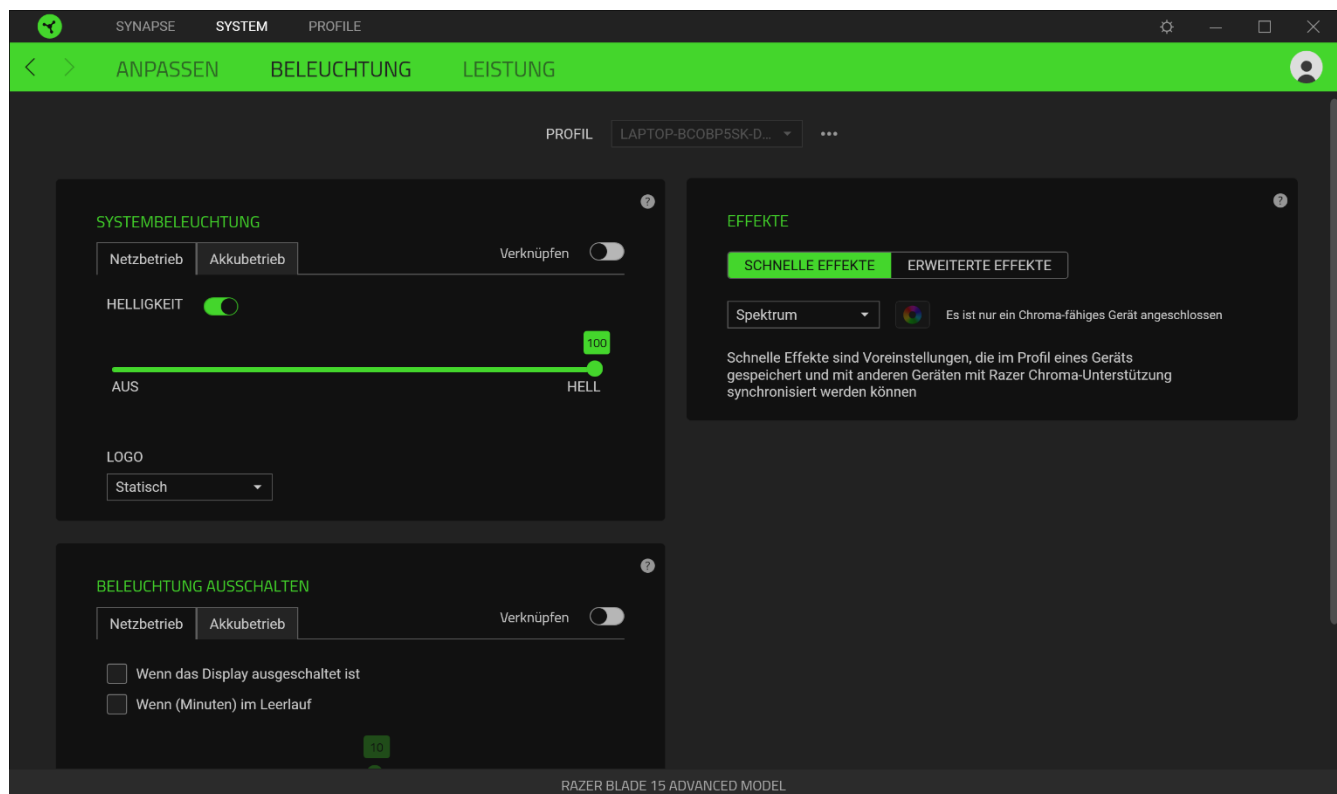 SYNAPSE SYSTEM PROFILE
ANPASSEN BELEUCHTUNG LEISTUNG
PROFIL LAPTOP-BCOBP5SK-D...
SYSTEMBELEUCHTUNG
Netzbetrieb Akkubetrieb Verknüpfen
HELLIGKEIT
100
AUS HELL
LOGO
Statisch
EFFEKTE
SCHNELLE EFFEKTE ERWEITERTE EFFEKTE
Spektrum Es ist nur ein Chroma-fähiges Gerät angeschlossen
Schnelle Effekte sind Voreinstellungen, die im Profil eines Geräts
gespeichert und mit anderen Geräten mit Razer Chroma-Unterstützung
synchronisiert werden können
BELEUCHTUNG AUSSCHALTEN
Netzbetrieb Akkubetrieb Verknüpfen
Wenn das Display ausgeschaltet ist
Wenn (Minuten) im Leerlauf
10
RAZER BLADE 15 ADVANCED MODEL